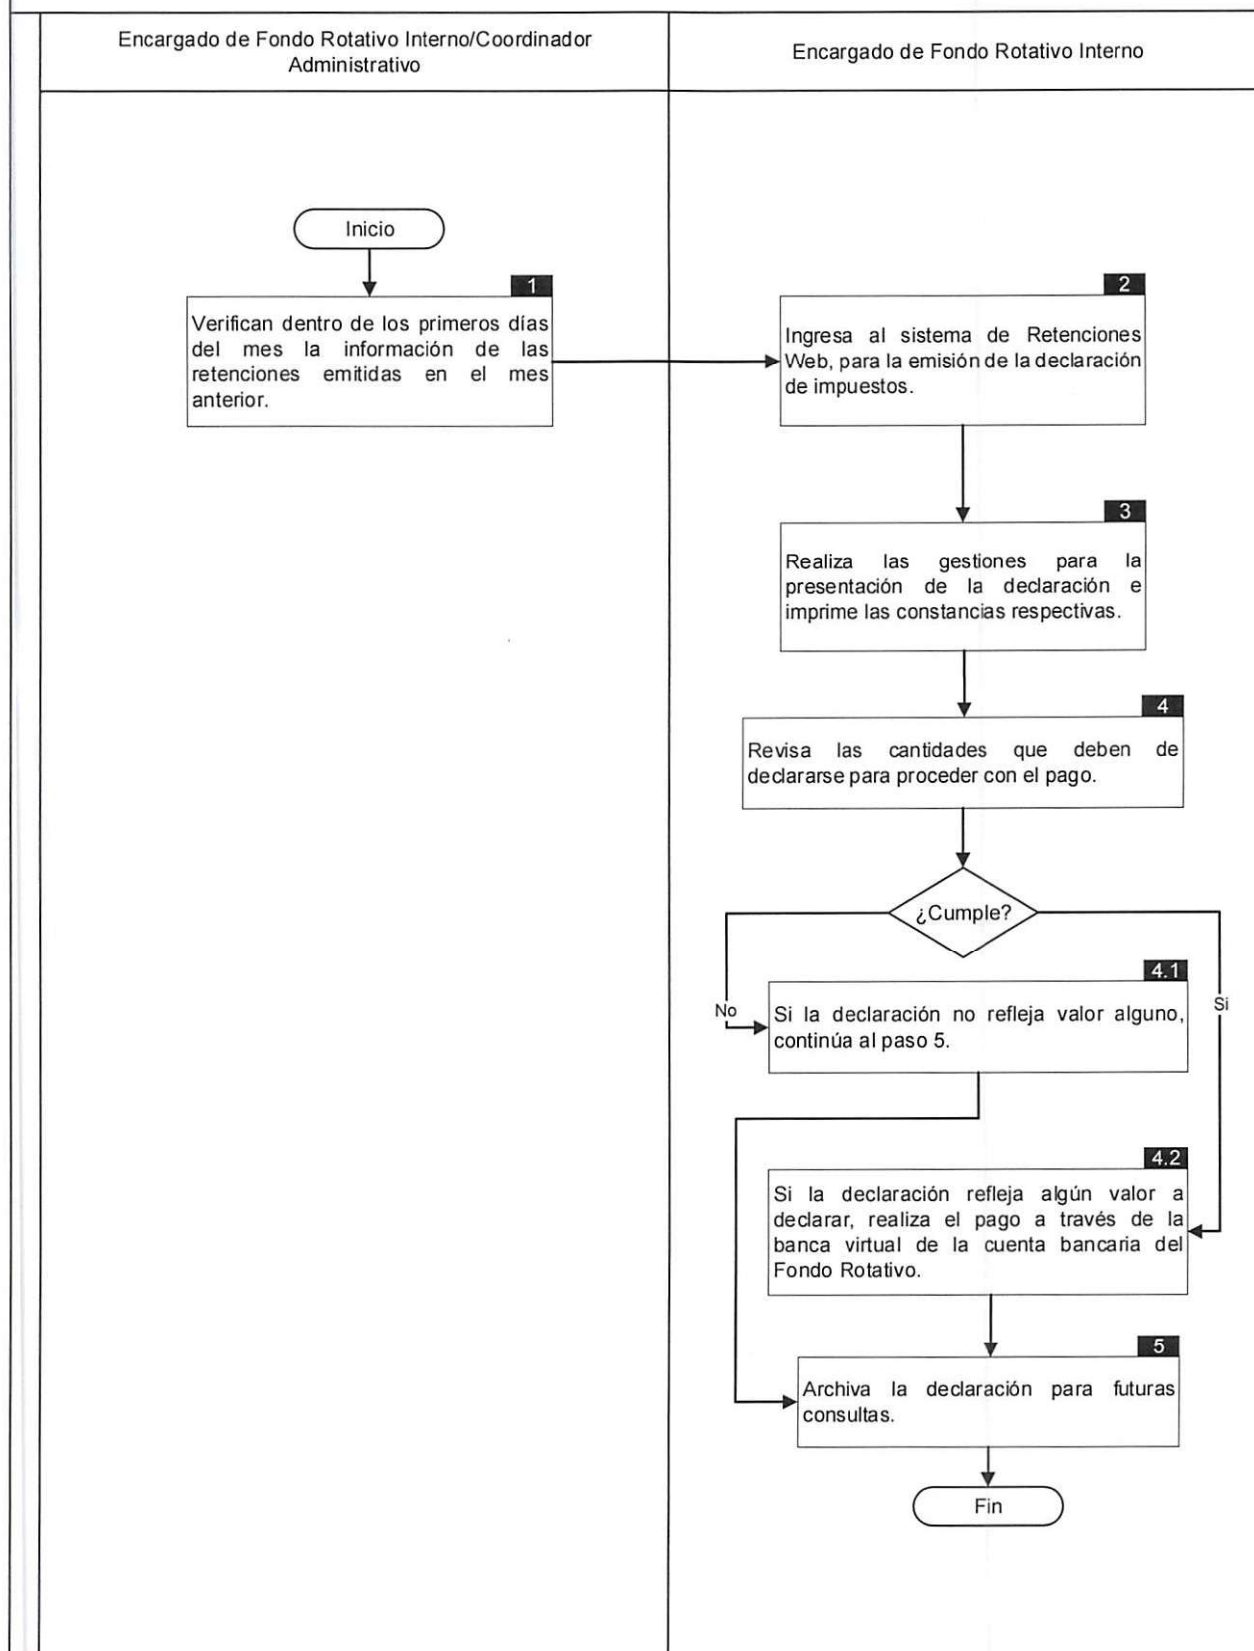 Encargado de Fondo Rotativo Interno/Coordinador
Administrativo
Encargado de Fondo Rotativo Interno
Inicio
1
Verifican dentro de los primeros días
del mes la información de las
retenciones emitidas en el mes
anterior.
2
Ingresa al sistema de Retenciones
Web, para la emisión de la declaración
de impuestos.
3
Realiza las gestiones para la
presentación de la declaración e
imprime las constancias respectivas.
4
Revisa las cantidades que deben de
declararse para proceder con el pago.
¿Cumple?
No
Si
4.1
Si la declaración no refleja valor alguno,
continúa al paso 5.
4.2
Si la declaración refleja algún valor a
declarar, realiza el pago a través de la
banca virtual de la cuenta bancaria del
Fondo Rotativo.
5
Archiva la declaración para futuras
consultas.
Fin